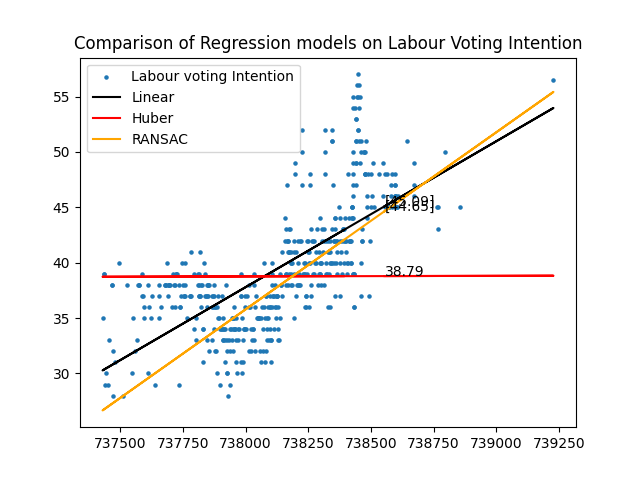 Comparison of Regression models on Labour Voting Intention
Labour voting Intention
Linear
Huber
RANSAC
55
50
45
40
35
30
38.79
737500 737750 738000 738250 738500 738750 739000 739250